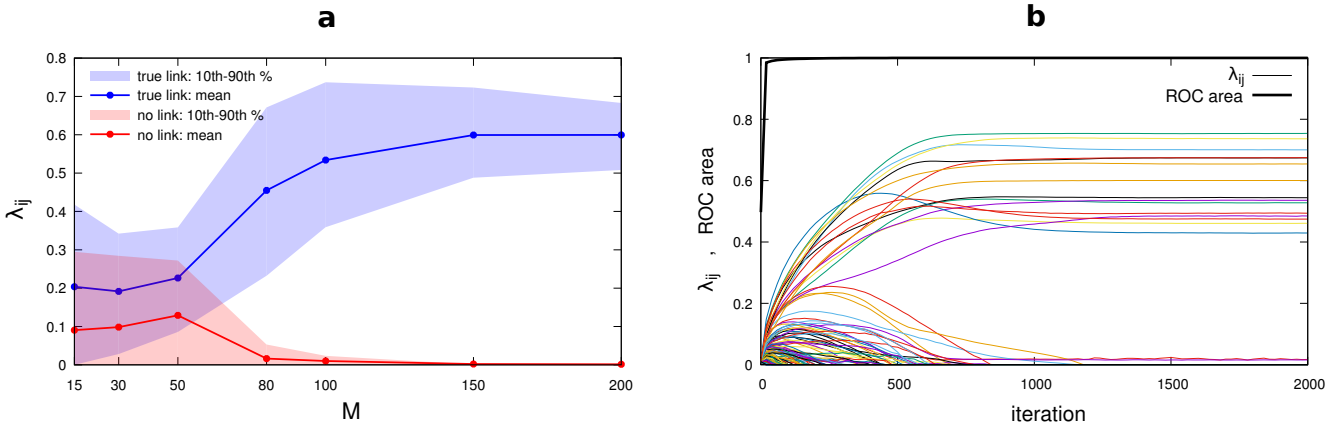 a
0.8
0.7
0.6
0.5
0.4
0.3
0.2
0.1
0
λij
true link: 10th-90th %
true link: mean
no link: 10th-90th %
no link: mean
15 30 50 80 100 150 200
M
b
1
0.8
0.6
0.4
0.2
0
λij , ROC area
λij
ROC area
0 500 1000 1500 2000
iteration